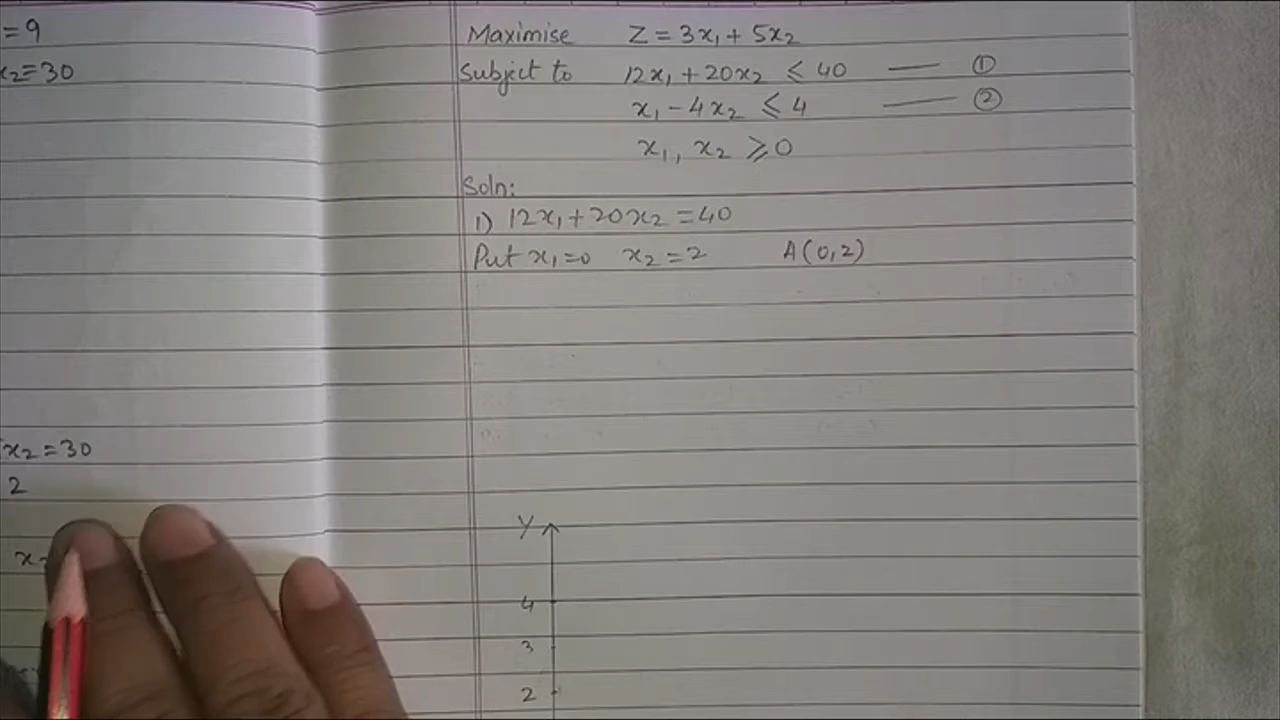 = 9
x₂ = 30
x₂ = 30
2
x
Maximise Z = 3x₁ + 5x₂
Subject to 12x₁ + 20x₂ ⩽ 40 — ①
x₁ - 4x₂ ⩽ 4 — ②
x₁, x₂ ⩾ 0
Soln:
1) 12x₁ + 20x₂ = 40
Put x₁ = 0 x₂ = 2 A(0,2)
Y
4
3
2